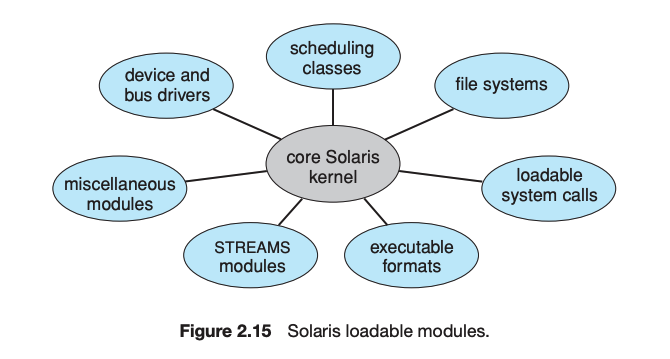 scheduling
classes
device and
bus drivers
file systems
core Solaris
kernel
miscellaneous
modules
loadable
system calls
STREAMS
modules
executable
formats
Figure 2.15 Solaris loadable modules.